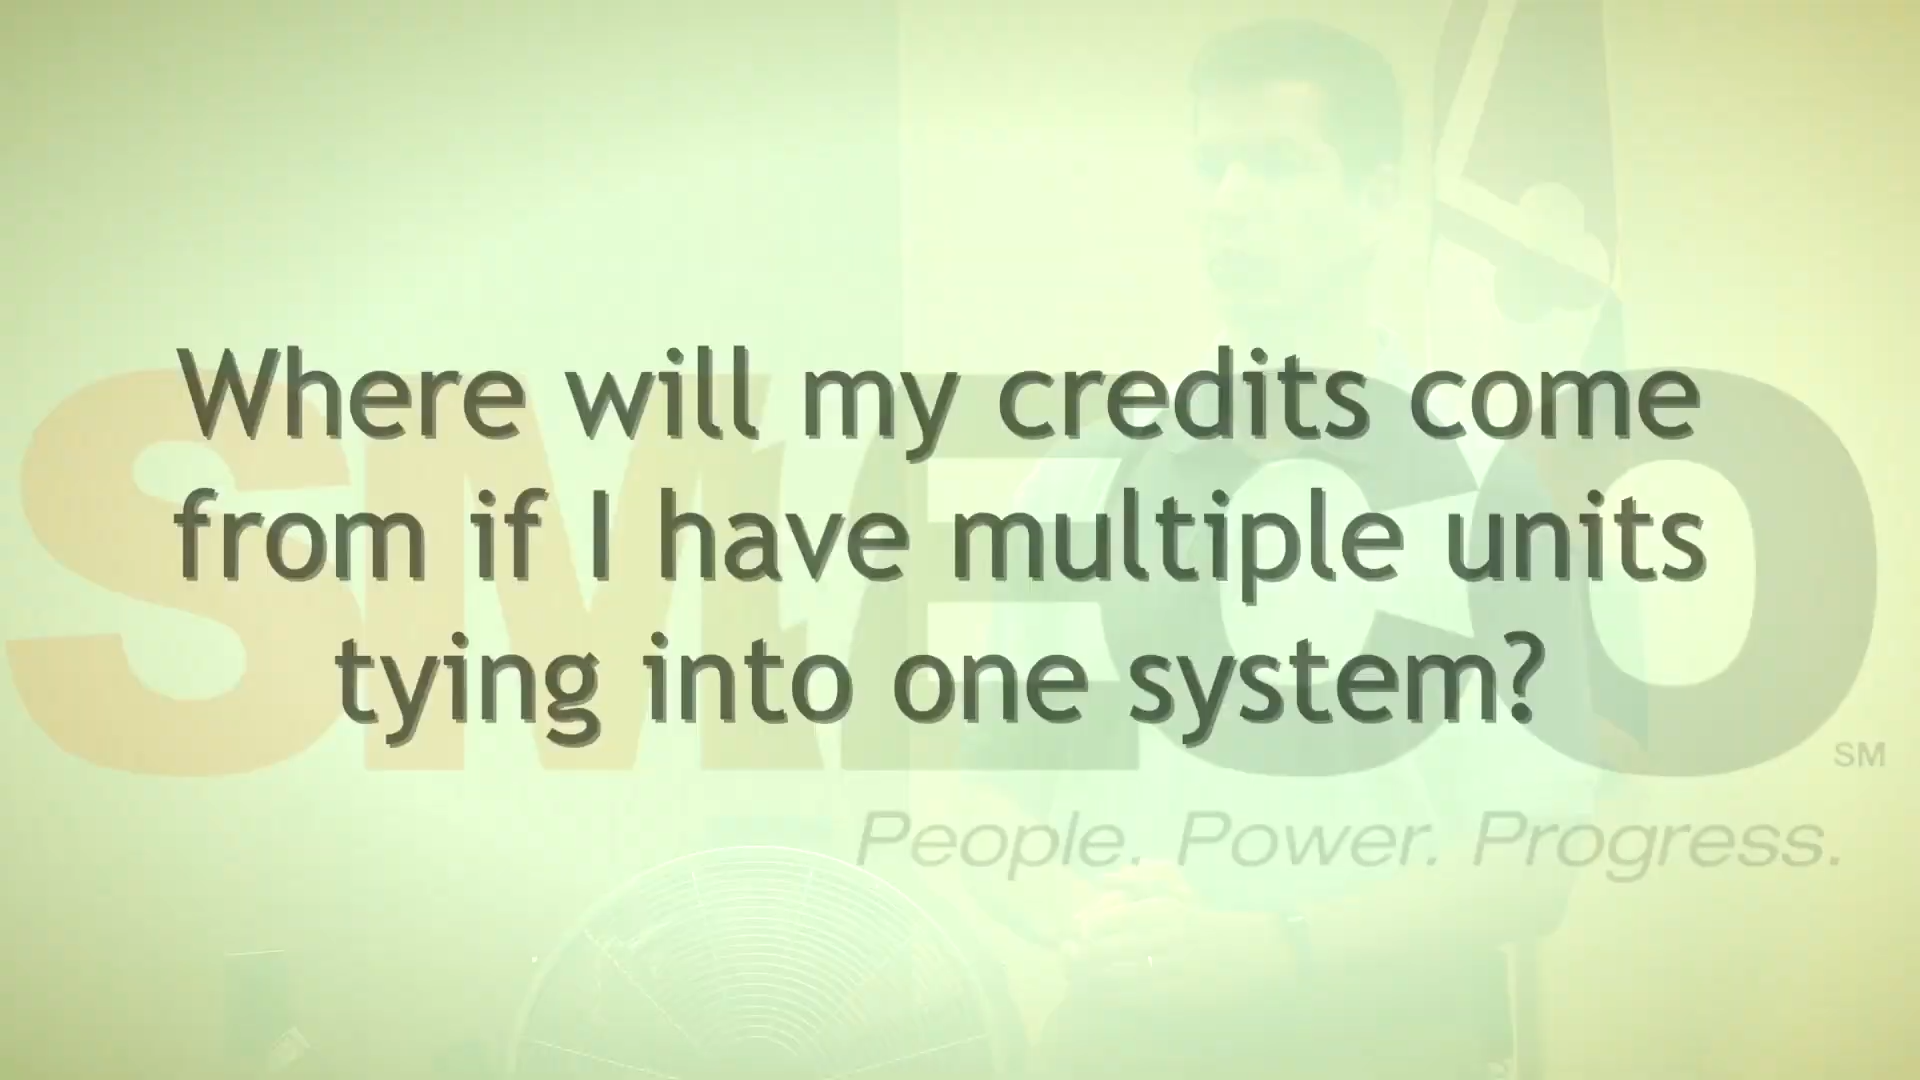 Where will my credits come
from if I have multiple units
tying into one system?
SMECO
SM
People. Power. Progress.